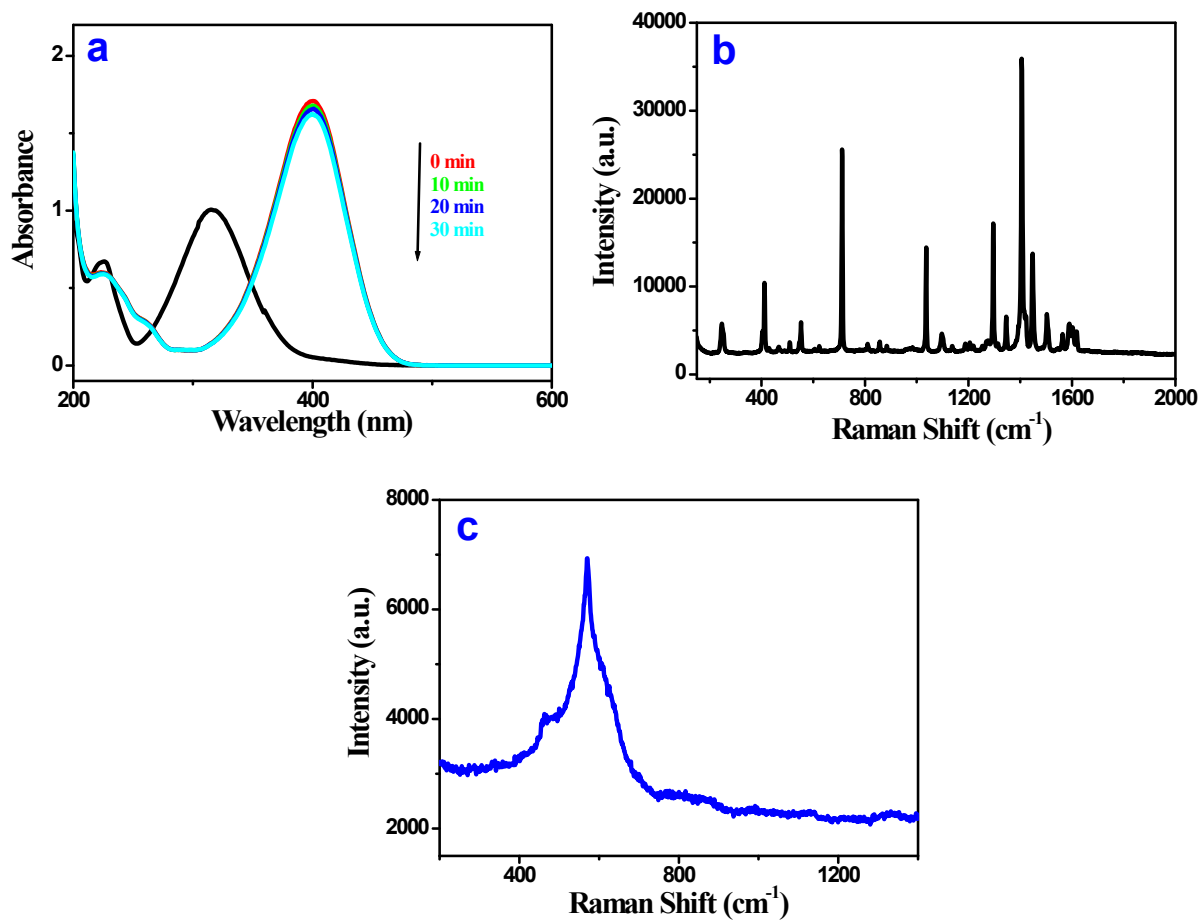 a
2
1
0
200
400
600
Absorbance
Wavelength (nm)
0 min
10 min
20 min
30 min
b
40000
30000
20000
10000
0
400
800
1200
1600
2000
Intensity (a.u.)
Raman Shift (cm⁻¹)
c
8000
6000
4000
2000
400
800
1200
Intensity (a.u.)
Raman Shift (cm⁻¹)